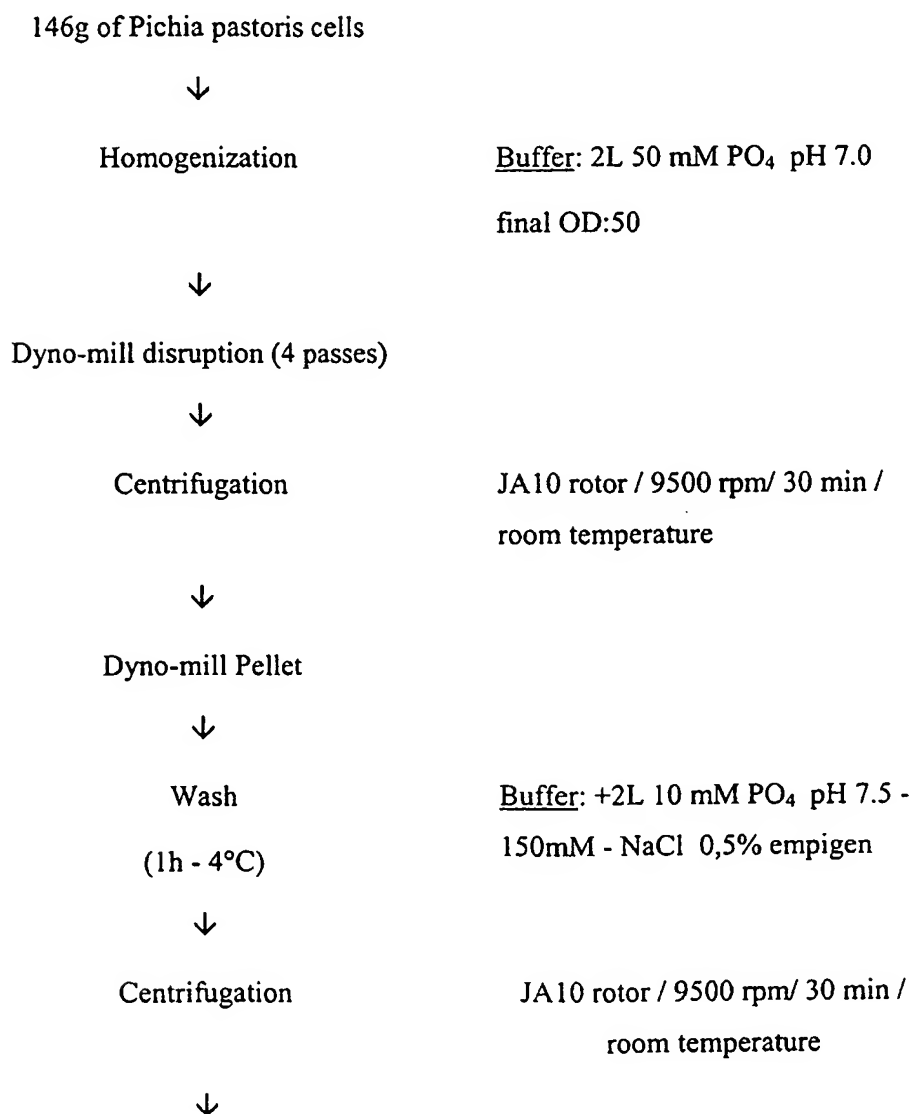 146g of Pichia pastoris cells
↓
Homogenization Buffer: 2L 50 mM PO₄ pH 7.0
final OD:50
↓
Dyno-mill disruption (4 passes)
↓
Centrifugation JA10 rotor / 9500 rpm/ 30 min /
room temperature
↓
Dyno-mill Pellet
↓
Wash Buffer: +2L 10 mM PO₄ pH 7.5 -
(1h - 4°C) 150mM - NaCl 0,5% empigen
↓
Centrifugation JA10 rotor / 9500 rpm/ 30 min /
room temperature
↓